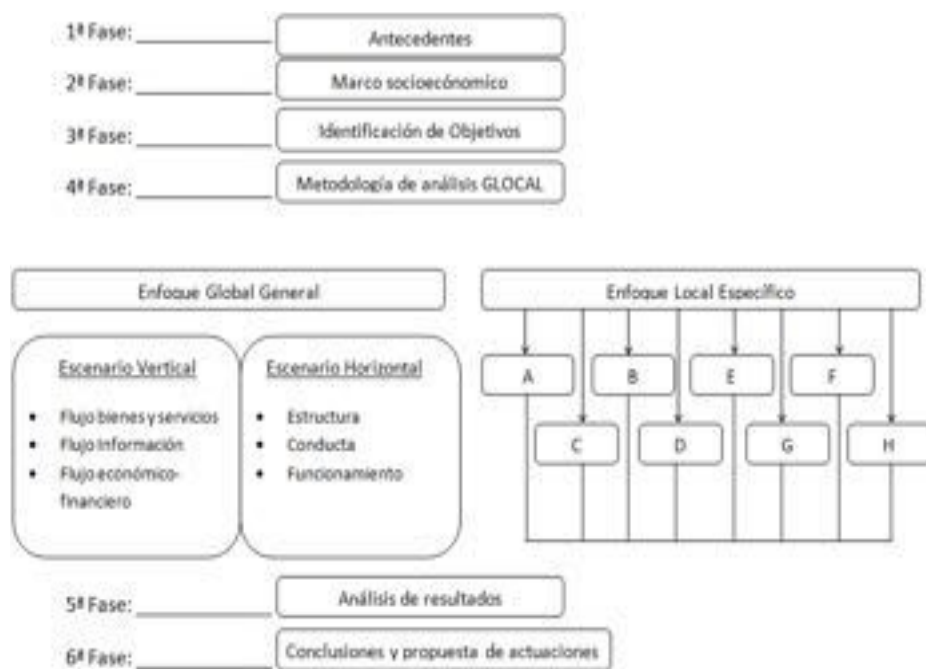 1ª Fase: Antecedentes
2ª Fase: Marco socioecónomico
3ª Fase: Identificación de Objetivos
4ª Fase: Metodología de análisis GLOCAL
Enfoque Global General
Escenario Vertical
• Flujo bienes y servicios
• Flujo Información
• Flujo económico-
financiero
Escenario Horizontal
• Estructura
• Conducta
• Funcionamiento
Enfoque Local Específico
A
B
E
F
C
D
G
H
5ª Fase: Análisis de resultados
6ª Fase: Conclusiones y propuesta de actuaciones